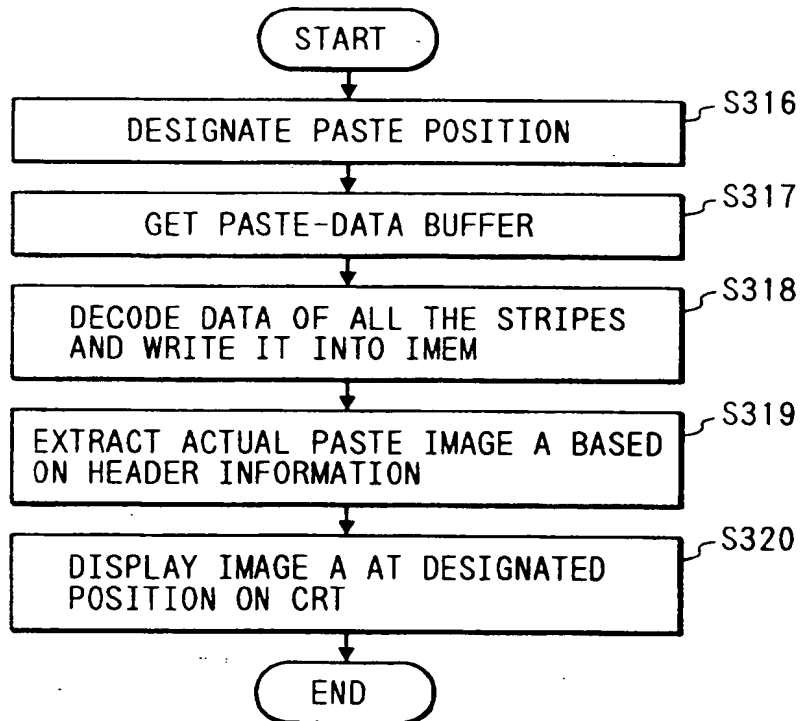 START
S316
DESIGNATE PASTE POSITION
S317
GET PASTE-DATA BUFFER
S318
DECODE DATA OF ALL THE STRIPES
AND WRITE IT INTO IMEM
S319
EXTRACT ACTUAL PASTE IMAGE A BASED
ON HEADER INFORMATION
S320
DISPLAY IMAGE A AT DESIGNATED
POSITION ON CRT
END